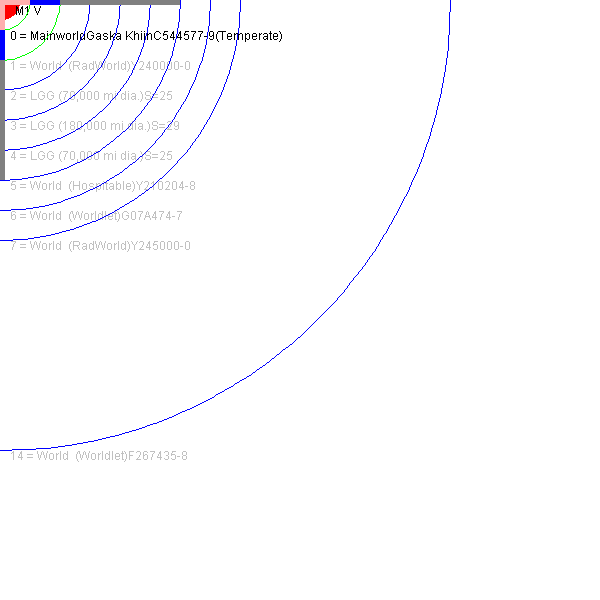 M1 V
0 = MainworldGaska KhiinC544577-9(Temperate)
1 = World  (RadWorld)Y240000-0
2 = LGG (70,000 mi dia.)S=25
3 = LGG (180,000 mi dia.)S=29
4 = LGG (70,000 mi dia.)S=25
5 = World  (Hospitable)Y210204-8
6 = World  (Worldlet)G07A474-7
7 = World  (RadWorld)Y245000-0
14 = World  (Worldlet)F267435-8